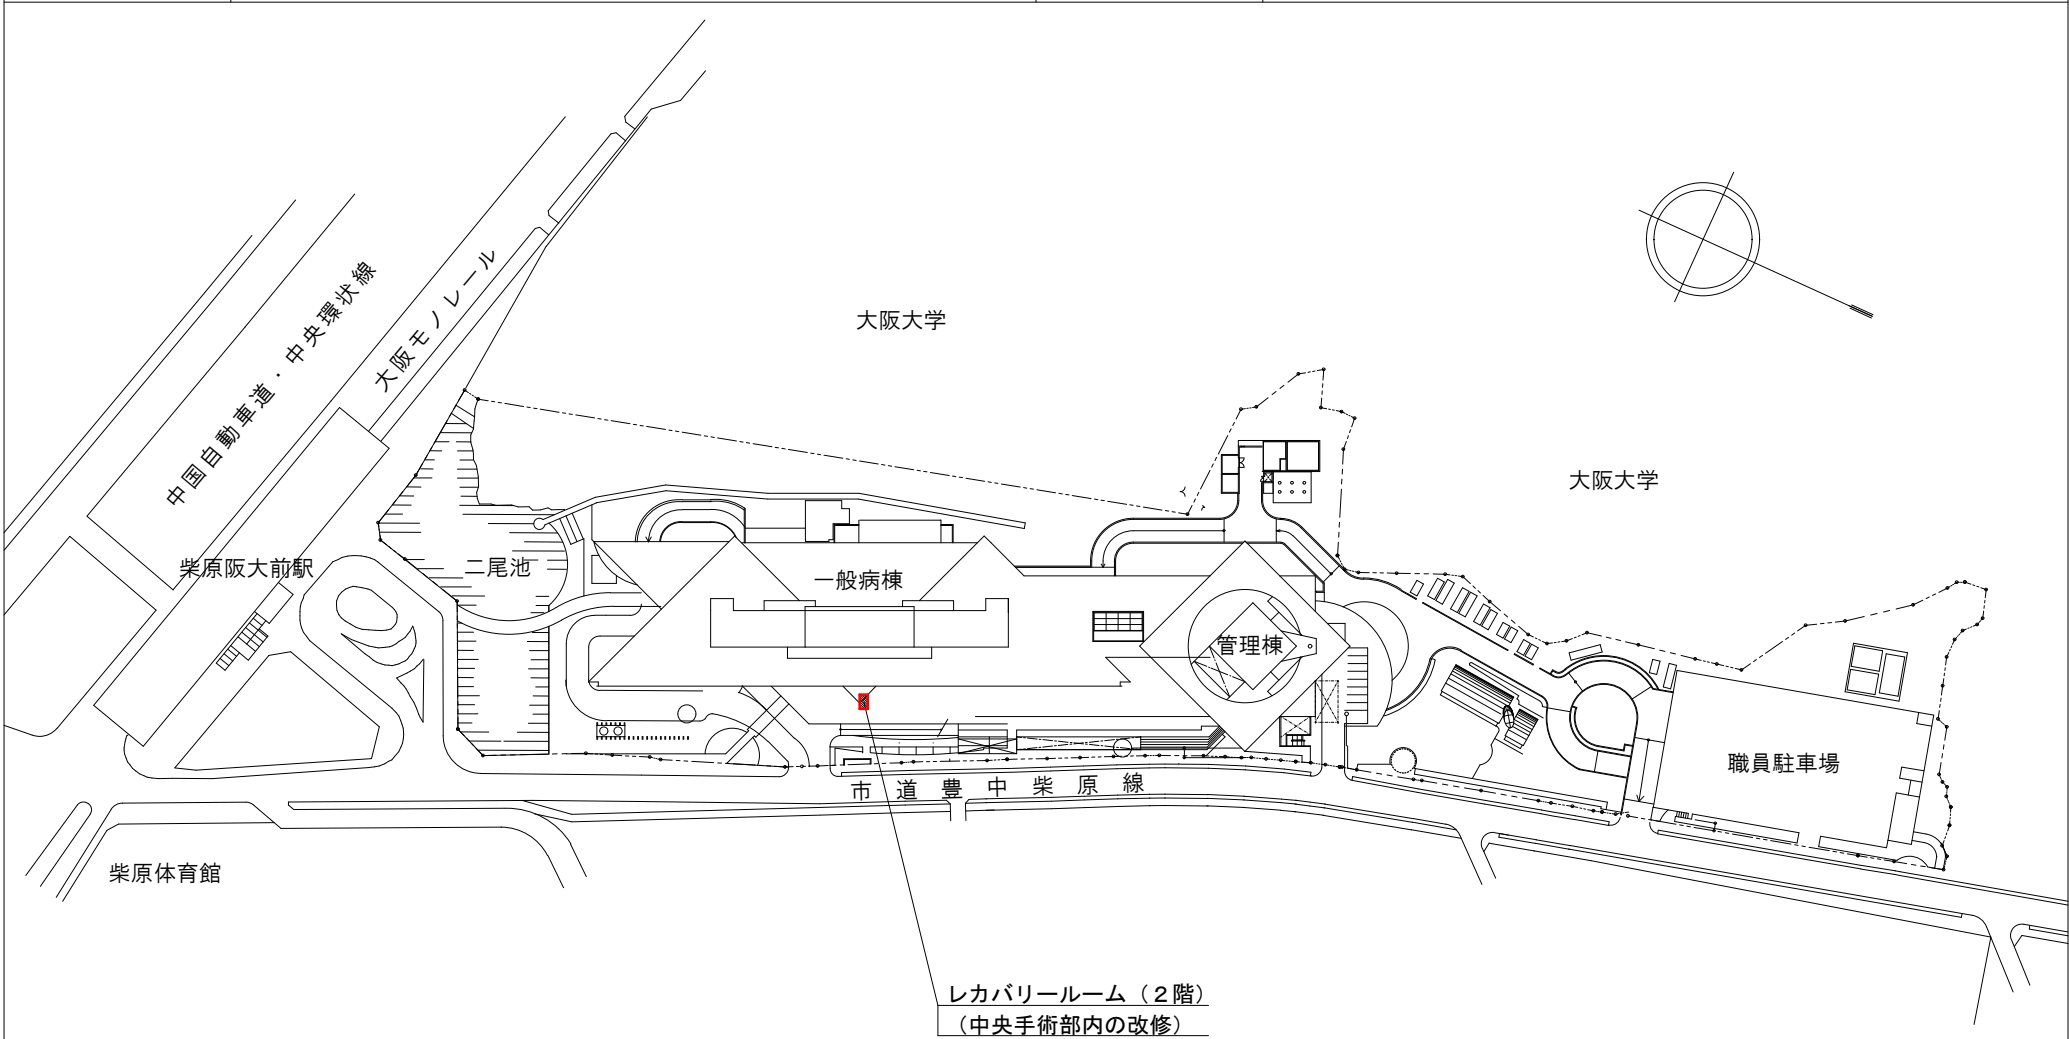 中国自動車道・中央環状線
大阪モノレール
大阪大学
大阪大学
柴原阪大前駅
二尾池
一般病棟
管理棟
職員駐車場
市道豊中柴原線
柴原体育館
レカバリールーム（２階）
（中央手術部内の改修）